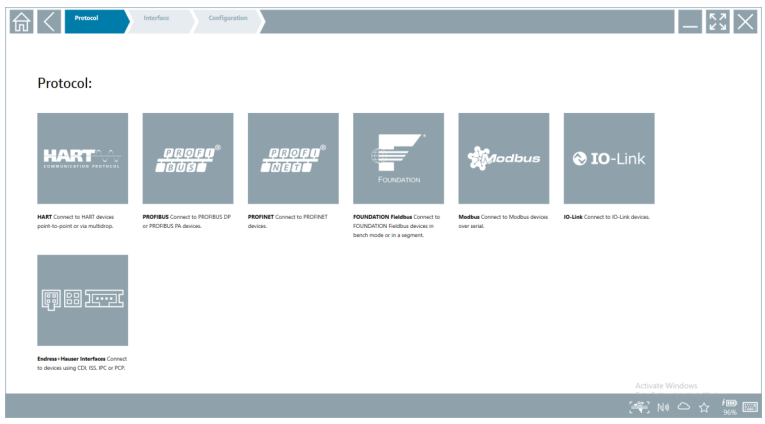 Protocol
Interface
Configuration
Protocol:
HART
COMMUNICATION PROTOCOL
PROFI®
BUS
PROFI®
NET
FOUNDATION
Modbus
IO-Link
HART Connect to HART devices
point-to-point or via multidrop.
PROFIBUS Connect to PROFIBUS DP
or PROFIBUS PA devices.
PROFINET Connect to PROFINET
devices.
FOUNDATION Fieldbus Connect to
FOUNDATION Fieldbus devices in
bench mode or in a segment.
Modbus Connect to Modbus devices
over serial.
IO-Link Connect to IO-Link devices.
Endress+Hauser Interfaces Connect
to devices using CDI, ISS, IPC or PCP.
Activate Windows
96%